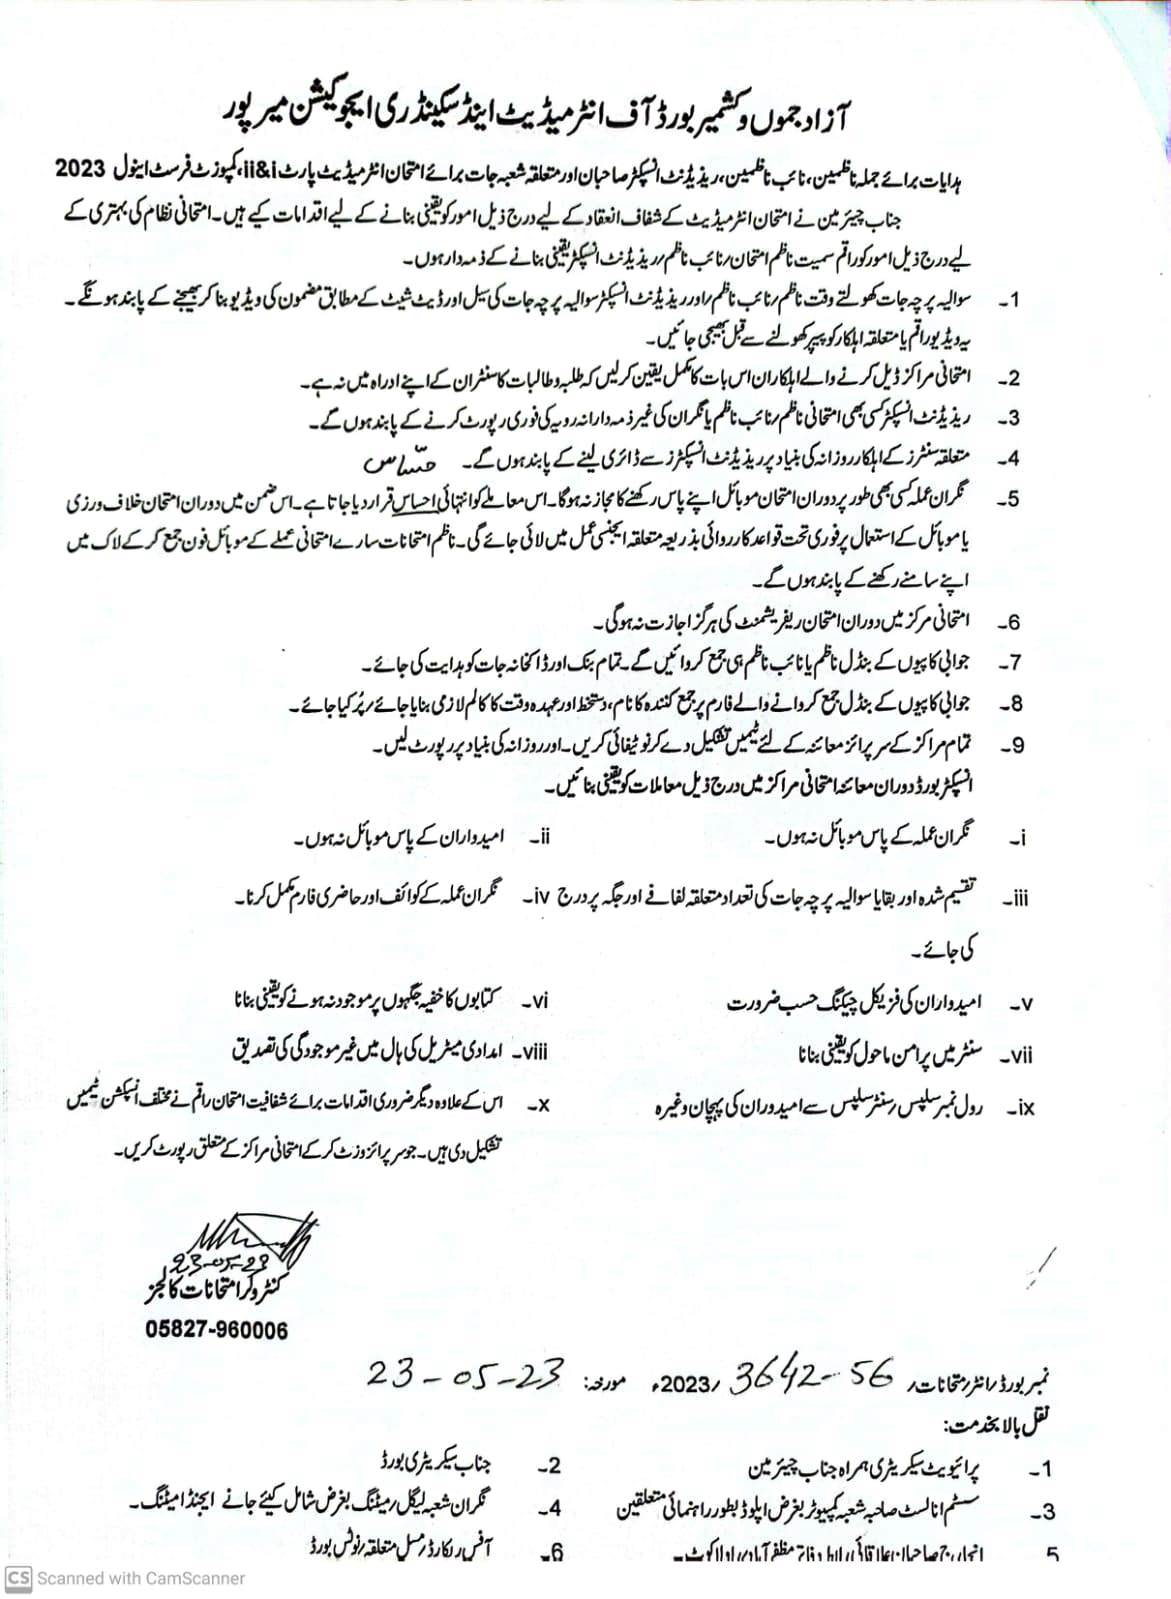 آزاد جموں و کشمیر بورڈ آف انٹرمیڈیٹ اینڈ سکینڈری ایجوکیشن میرپور
ہدایات برائے جملہ ناظمین، نائب ناظمین، ریذیڈنٹ انسپکٹر صاحبان اور متعلقہ شعبہ جات برائے امتحان انٹرمیڈیٹ پارٹ ii&i، کمپوزٹ فرسٹ اینول 2023
جناب چیئرمین نے امتحان انٹرمیڈیٹ کے شفاف انعقاد کے لیے درج ذیل امور کو یقینی بنانے کے لیے اقدامات کیے ہیں۔ امتحانی نظام کی بہتری کے
لیے درج ذیل امور کو راقم سمیت ناظم امتحان/نائب ناظم/ریذیڈنٹ انسپکٹر یقینی بنانے کے ذمہ دار ہوں۔
1۔ سوالیہ پرچہ جات کھولتے وقت ناظم/نائب ناظم/اور ریذیڈنٹ انسپکٹر سوالیہ پرچہ جات کی سیل اور ڈیٹ شیٹ کے مطابق مضمون کی ویڈیو بنا کر بھیجنے کے پابند ہونگے۔
یہ ویڈیو راقم یا متعلقہ اہلکار کو پیپر کھولنے سے قبل بھیجی جائیں۔
2۔ امتحانی مراکز ڈیل کرنے والے اہلکاران اس بات کا مکمل یقین کر لیں کہ طلبہ و طالبات کا سنٹر ان کے اپنے ادراہ میں نہ ہے۔
3۔ ریذیڈنٹ انسپکٹر کسی بھی امتحانی ناظم/نائب ناظم یا نگران کی غیر ذمہ دارانہ رویہ کی فوری رپورٹ کرنے کے پابند ہوں گے۔
4۔ متعلقہ سنٹرز کے اہلکار روزانہ کی بنیاد پر ریذیڈنٹ انسپکٹرز سے ڈائری لینے کے پابند ہوں گے۔ حسّاس
5۔ نگران عملہ کسی بھی طور پر دوران امتحان موبائل اپنے پاس رکھنے کا مجاز نہ ہوگا۔ اس معاملے کو انتہائی احساس قرار دیا جاتا ہے۔ اس ضمن میں دوران امتحان خلاف ورزی
یا موبائل کے استعمال پر فوری تحت قواعد کارروائی بذریعہ متعلقہ ایجنسی عمل میں لائی جائے گی۔ ناظم امتحانات سارے امتحانی عملے کے موبائل فون جمع کر کے لاک میں
اپنے سامنے رکھنے کے پابند ہوں گے۔
6۔ امتحانی مرکز میں دوران امتحان ریفریشمنٹ کی ہرگز اجازت نہ ہوگی۔
7۔ جوابی کاپیوں کے بنڈل ناظم یا نائب ناظم ہی جمع کروائیں گے۔ تمام بنک اور ڈاکخانہ جات کو ہدایت کی جائے۔
8۔ جوابی کاپیوں کے بنڈل جمع کروانے والے فارم پر جمع کنندہ کا نام، دستخط اور عہدہ وقت کا کالم لازمی بنایا جائے/پُر کیا جائے۔
9۔ تمام مراکز کے سرپرائز معائنہ کے لئے ٹیمیں تشکیل دے کر نوٹیفائی کریں۔ اور روزانہ کی بنیاد پر رپورٹ لیں۔
انسپکٹر بورڈ دوران معائنہ امتحانی مراکز میں درج ذیل معاملات کو یقینی بنائیں۔
i۔ نگران عملہ کے پاس موبائل نہ ہوں۔ ii۔ امیدواران کے پاس موبائل نہ ہوں۔
iii۔ تقسیم شدہ اور بقایا سوالیہ پرچہ جات کی تعداد متعلقہ لفافے اور جگہ پر درج iv۔ نگران عملہ کے کوائف اور حاضری فارم مکمل کرنا۔
کی جائے۔
v۔ امیدواران کی فزیکل چیکنگ حسب ضرورت vi۔ کتابوں کا خفیہ جگہوں پر موجود نہ ہونے کو یقینی بنانا
vii۔ سنٹر میں پرامن ماحول کو یقینی بنانا viii۔ امدادی میٹریل کی ہال میں غیر موجودگی کی تصدیق
ix۔ رول نمبر سلپس/سنٹر سلپس سے امیدوران کی پہچان وغیرہ x۔ اس کے علاوہ دیگر ضروری اقدامات برائے شفافیت امتحان راقم نے مختلف انسپکشن ٹیمیں
تشکیل دی ہیں۔ جو سرپرائز وزٹ کر کے امتحانی مراکز کے متعلق رپورٹ کریں۔
23-05-23
کنٹرولر امتحانات کالجز
05827-960006
نمبر بورڈ/انٹر/امتحانات/ 3642-56 /2023ء مورخہ: 23-05-23
نقل بالا بخدمت:
1۔ پرائیویٹ سیکریٹری ہمراہ جناب چیئرمین 2۔ جناب سیکریٹری بورڈ
3۔ سسٹم انالسٹ صاحبہ شعبہ کمپیوٹر بغرض اپلوڈ بطور راہنمائی متعلقین 4۔ نگران شعبہ لیگل/میٹنگ بغرض شامل کیئے جانے ایجنڈا میٹنگ۔
5 انچارج صاحبان علاقائی/رابطہ دفاتر مظفرآباد/راولاکوٹ۔ 6۔ آفس ریکارڈ/مسل متعلقہ/نوٹس بورڈ
CS Scanned with CamScanner